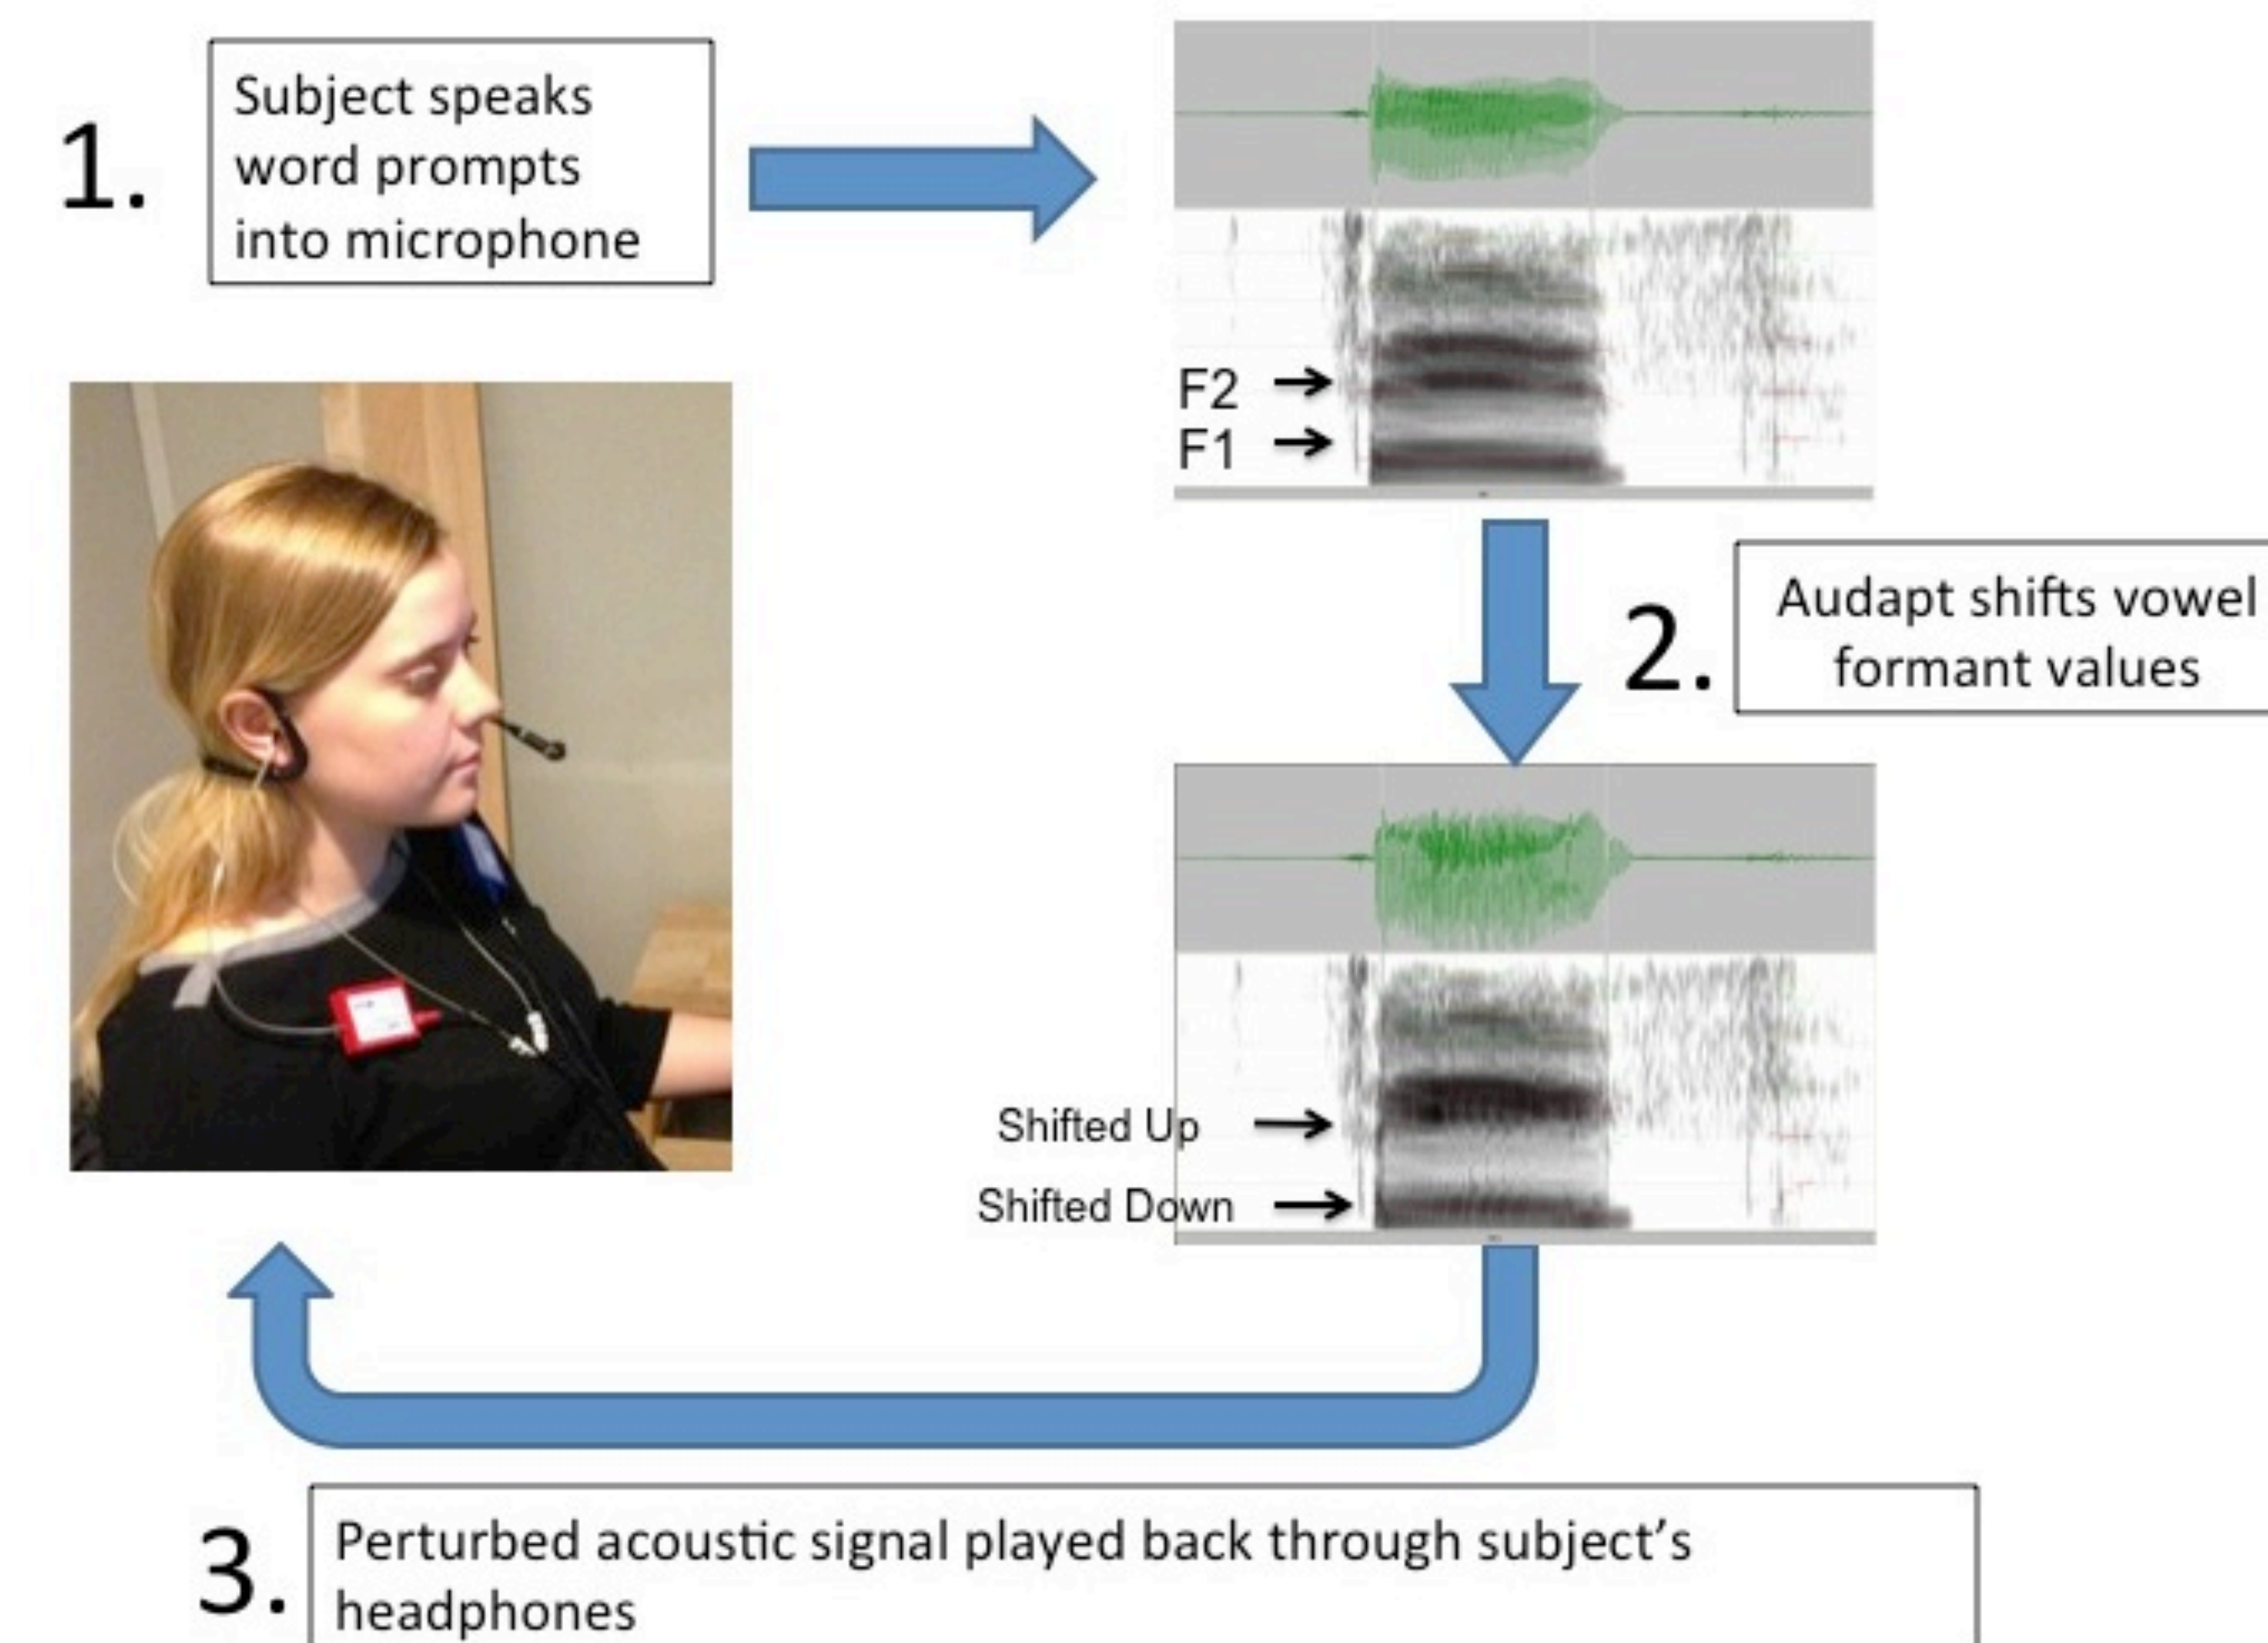 1.
Subject speaks
word prompts
into microphone
F2
F1
2.
Audapt shifts vowel
formant values
Shifted Up
Shifted Down
3.
Perturbed acoustic signal played back through subject's
headphones